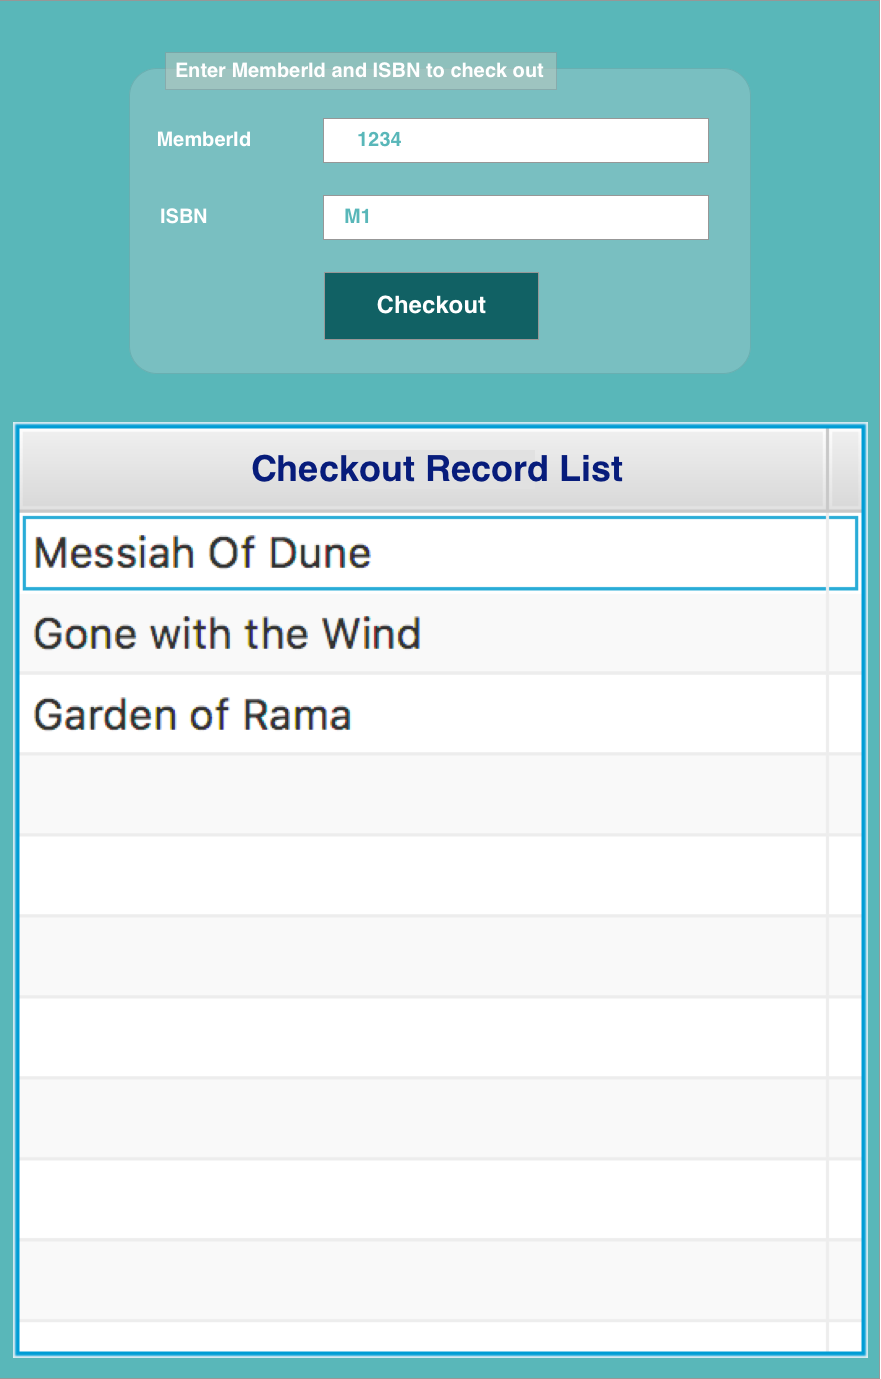 Enter MemberId and ISBN to check out
MemberId 1234
ISBN M1
Checkout
Checkout Record List
Messiah Of Dune
Gone with the Wind
Garden of Rama